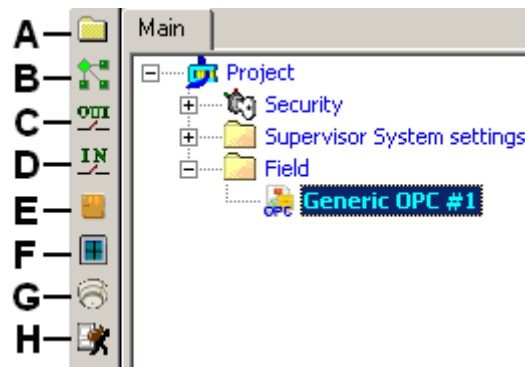 A
B
C OUT
D IN
E
F
G
H
Main
Project
Security
Supervisor System settings
Field
OPC Generic OPC #1